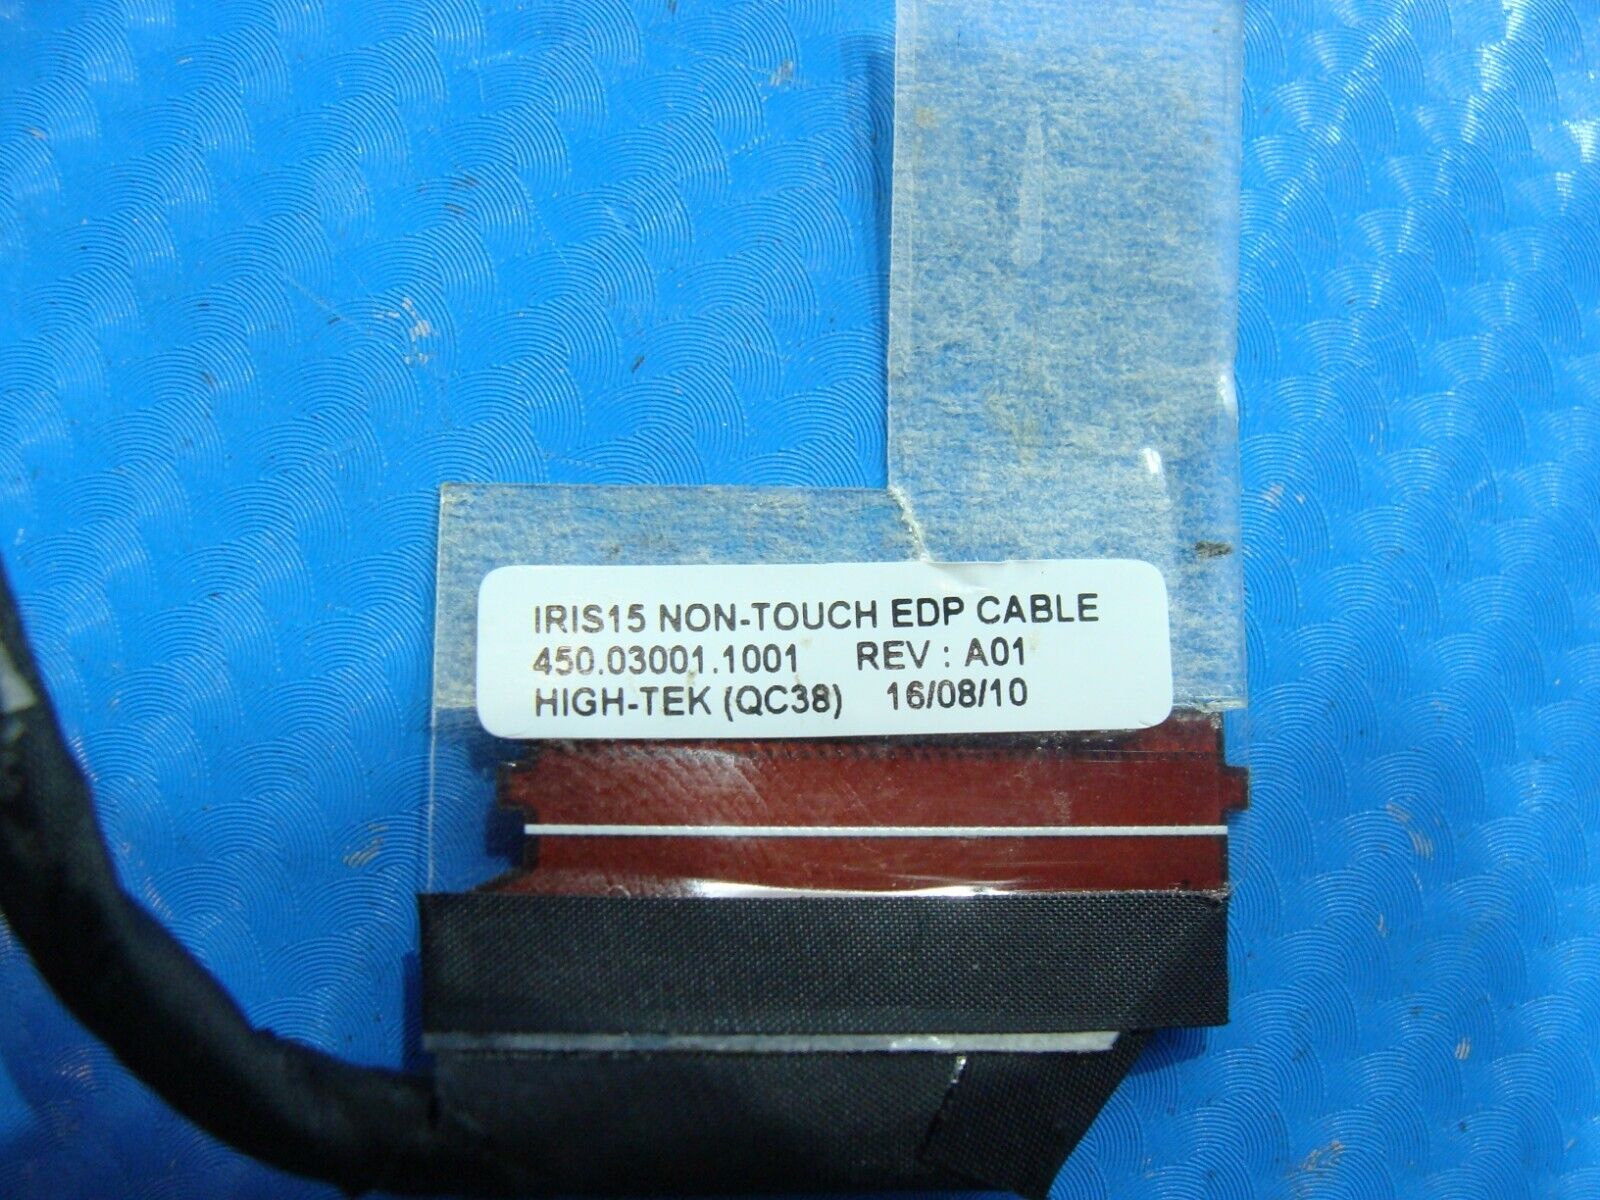 IRIS15 NON-TOUCH EDP CABLE
450.03001.1001 REV : A01
HIGH-TEK (QC38) 16/08/10